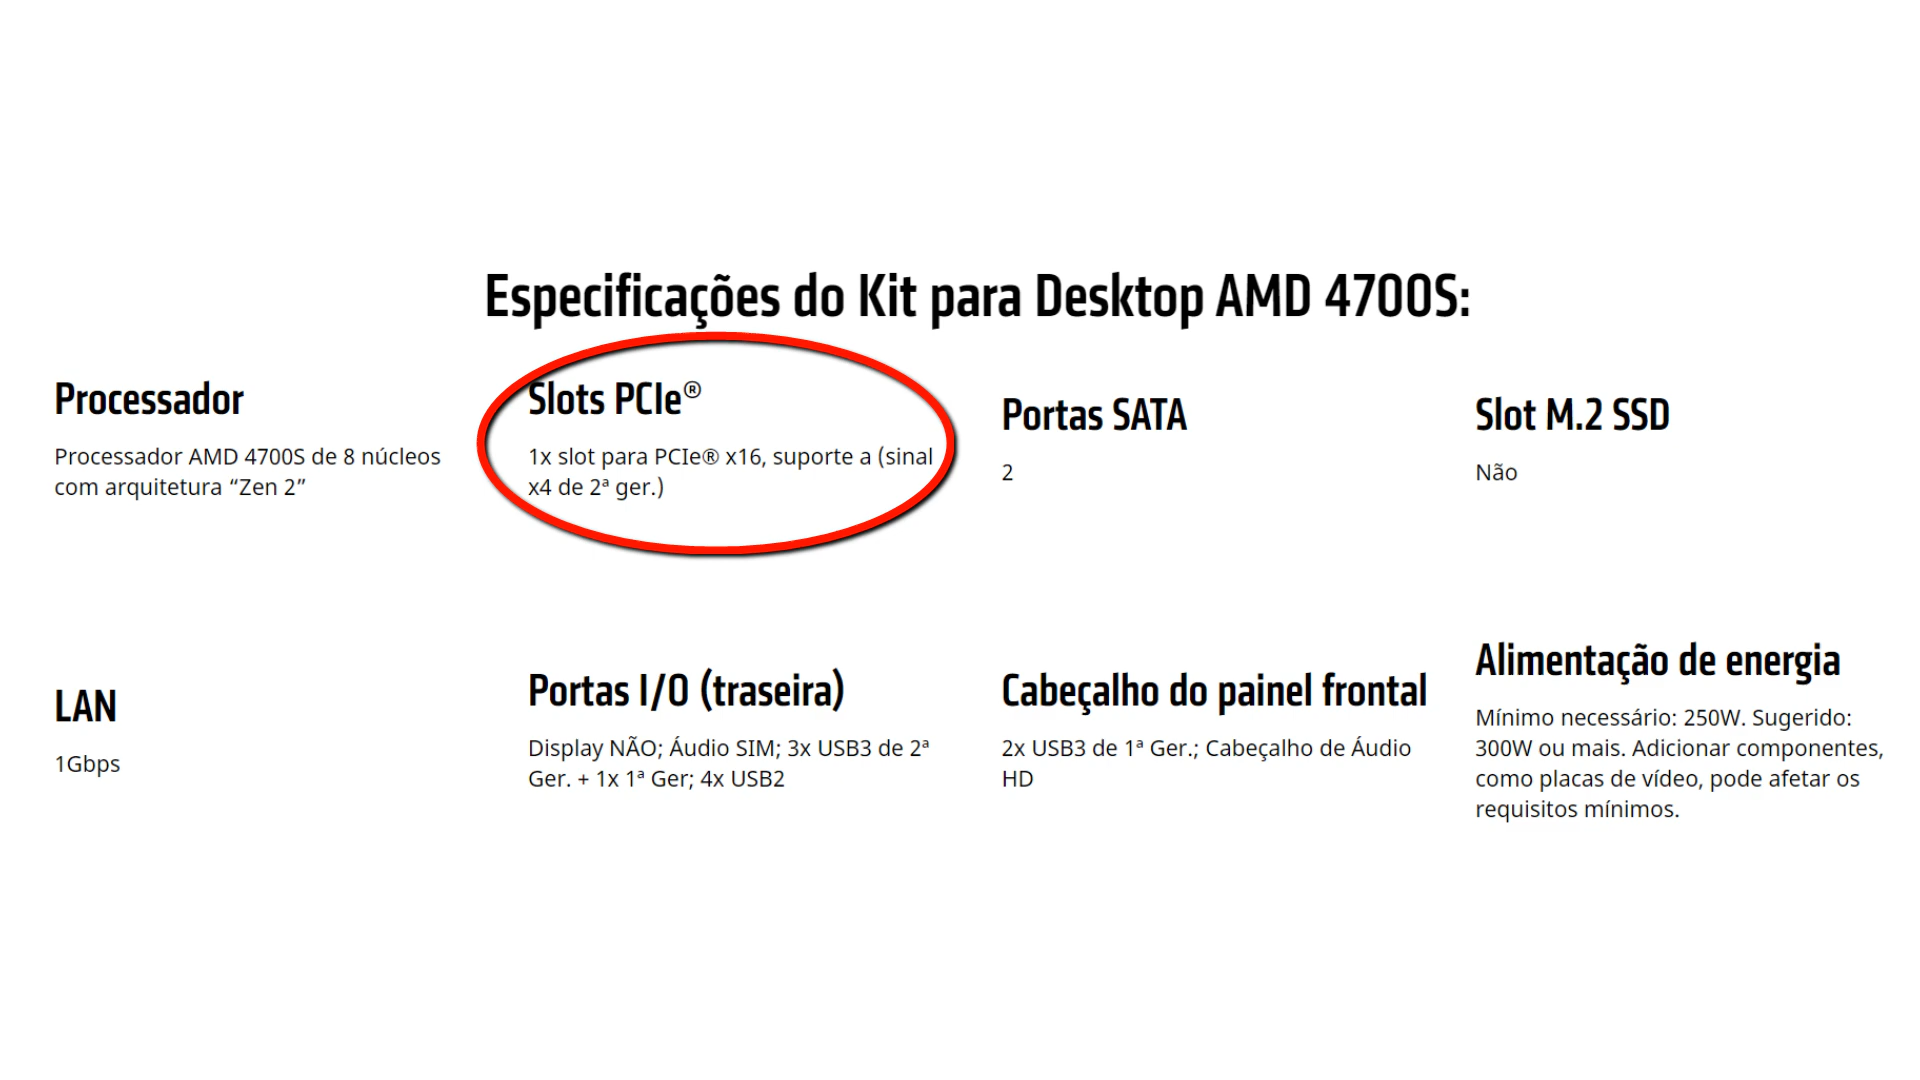 Especificações do Kit para Desktop AMD 4700S:
Processador
Processador AMD 4700S de 8 núcleos
com arquitetura “Zen 2”
Slots PCIe®
1x slot para PCIe® x16, suporte a (sinal
x4 de 2ª ger.)
Portas SATA
2
Slot M.2 SSD
Não
LAN
1Gbps
Portas I/O (traseira)
Display NÃO; Áudio SIM; 3x USB3 de 2ª
Ger. + 1x 1ª Ger; 4x USB2
Cabeçalho do painel frontal
2x USB3 de 1ª Ger.; Cabeçalho de Áudio
HD
Alimentação de energia
Mínimo necessário: 250W. Sugerido:
300W ou mais. Adicionar componentes,
como placas de vídeo, pode afetar os
requisitos mínimos.